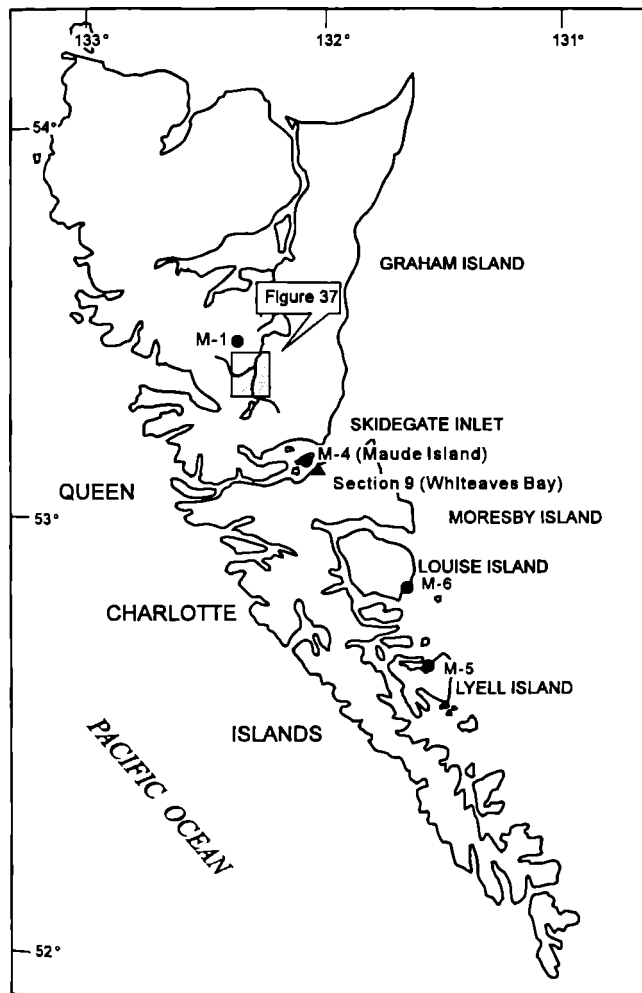 133° 132° 131°
54°
GRAHAM ISLAND
Figure 37
M-1
SKIDEGATE INLET
M-4 (Maude Island)
QUEEN
Section 9 (Whiteaves Bay)
53°
MORESBY ISLAND
LOUISE ISLAND
M-6
CHARLOTTE
M-5
LYELL ISLAND
ISLANDS
PACIFIC OCEAN
52°